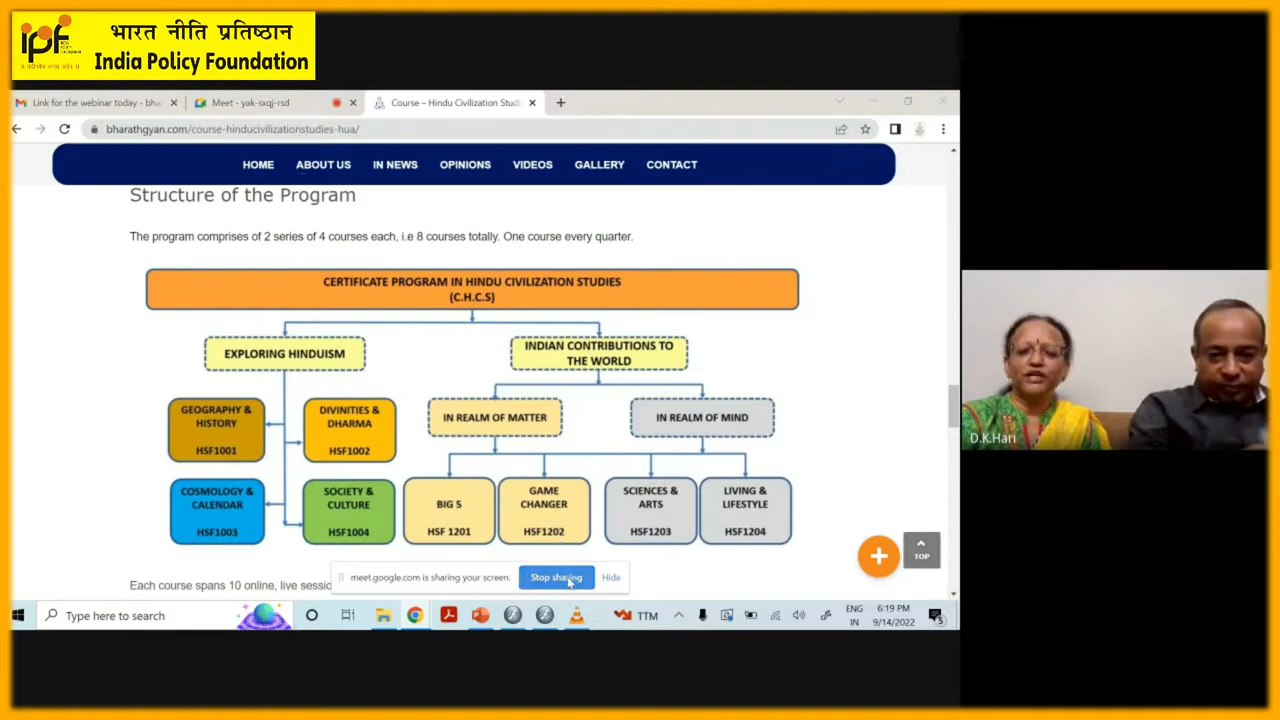 भारत नीति प्रतिष्ठान
India Policy Foundation
ipf
Link for the webinar today - bha
Meet - yak-sxqj-rsd
Course – Hindu Civilization Studi
bharathgyan.com/course-hinducivilizationstudies-hua/
HOME ABOUT US IN NEWS OPINIONS VIDEOS GALLERY CONTACT
Structure of the Program
The program comprises of 2 series of 4 courses each, i.e 8 courses totally. One course every quarter.
CERTIFICATE PROGRAM IN HINDU CIVILIZATION STUDIES
(C.H.C.S)
EXPLORING HINDUISM
INDIAN CONTRIBUTIONS TO
THE WORLD
IN REALM OF MATTER
IN REALM OF MIND
GEOGRAPHY &
HISTORY
HSF1001
DIVINITIES &
DHARMA
HSF1002
COSMOLOGY &
CALENDAR
HSF1003
SOCIETY &
CULTURE
HSF1004
BIG 5
HSF 1201
GAME
CHANGER
HSF1202
SCIENCES &
ARTS
HSF1203
LIVING &
LIFESTYLE
HSF1204
TOP
Each course spans 10 online, live sessio
meet.google.com is sharing your screen.
Stop sharing
Hide
D.K.Hari
Type here to search
TTM
ENG
IN
6:19 PM
9/14/2022
5